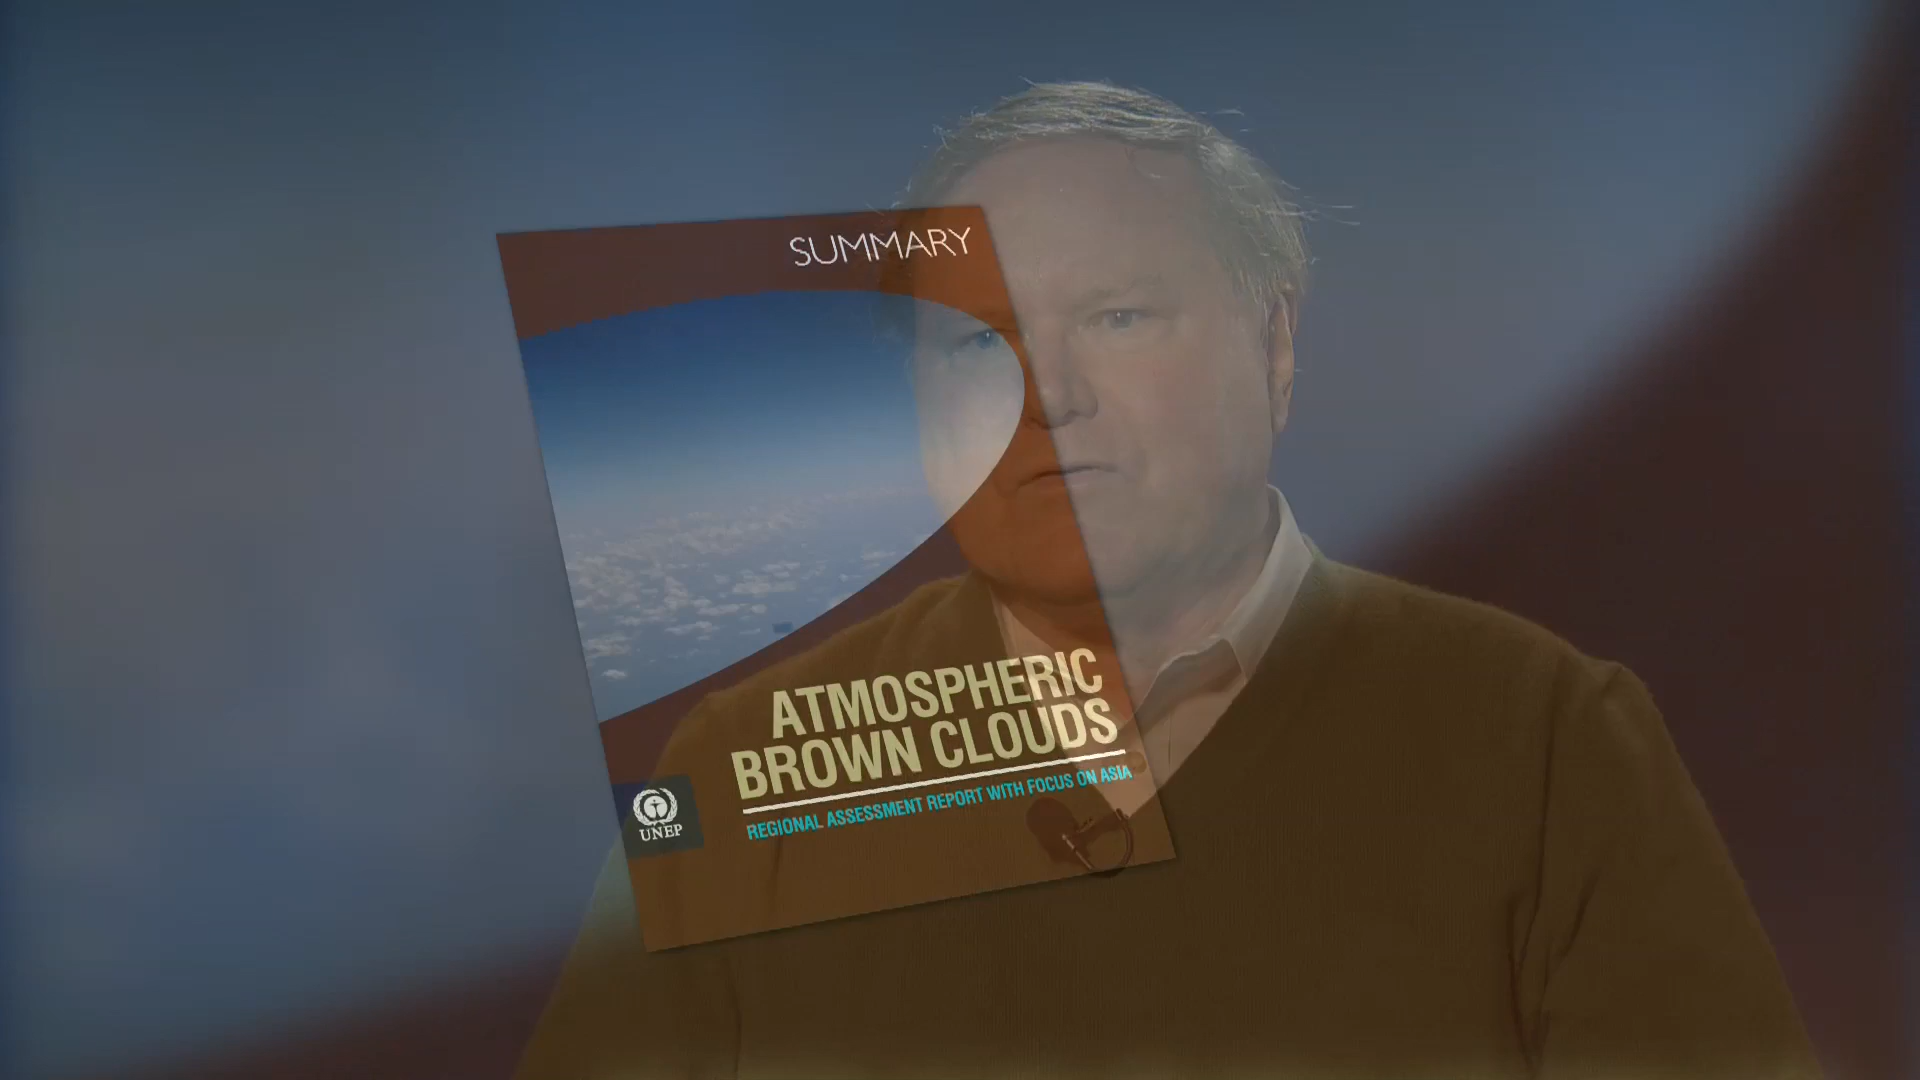 SUMMARY
ATMOSPHERIC
BROWN CLOUDS
REGIONAL ASSESSMENT REPORT WITH FOCUS ON ASIA
UNEP